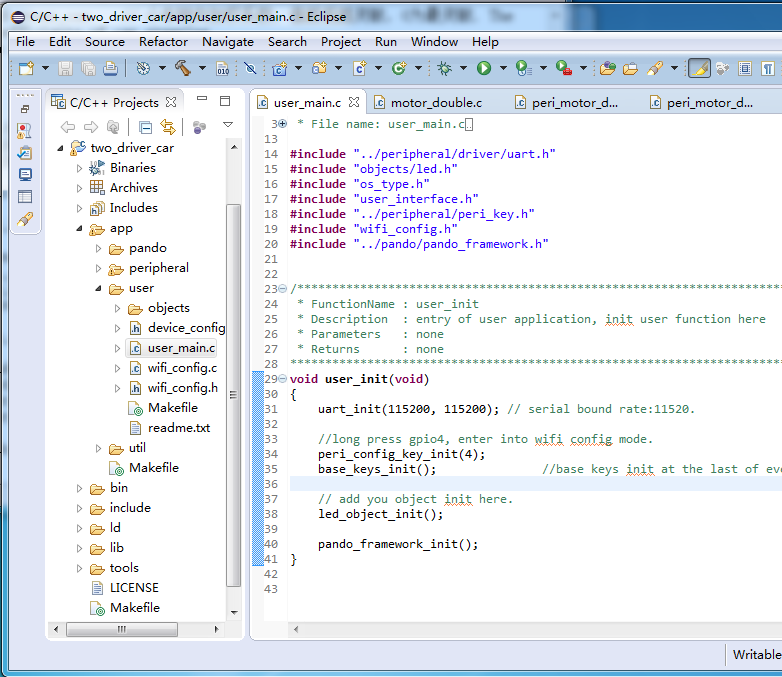 C/C++ - two_driver_car/app/user/user_main.c - Eclipse
File Edit Source Refactor Navigate Search Project Run Window Help
010
C/C++ Projects
two_driver_car
Binaries
Archives
Includes
app
pando
peripheral
user
objects
device_config
user_main.c
wifi_config.c
wifi_config.h
Makefile
readme.txt
util
Makefile
bin
include
ld
lib
tools
LICENSE
Makefile
user_main.c motor_double.c peri_motor_d... peri_motor_d...
3 * File name: user_main.c
13
14 #include "../peripheral/driver/uart.h"
15 #include "objects/led.h"
16 #include "os_type.h"
17 #include "user_interface.h"
18 #include "../peripheral/peri_key.h"
19 #include "wifi_config.h"
20 #include "../pando/pando_framework.h"
21
22
23 /******************************************************************
24 * FunctionName : user_init
25 * Description : entry of user application, init user function here
26 * Parameters : none
27 * Returns : none
28 ******************************************************************
29 void user_init(void)
30 {
31 uart_init(115200, 115200); // serial bound rate:11520.
32
33 //long press gpio4, enter into wifi config mode.
34 peri_config_key_init(4);
35 base_keys_init(); //base keys init at the last of eve
36
37 // add you object init here.
38 led_object_init();
39
40 pando_framework_init();
41 }
42
43
Writable